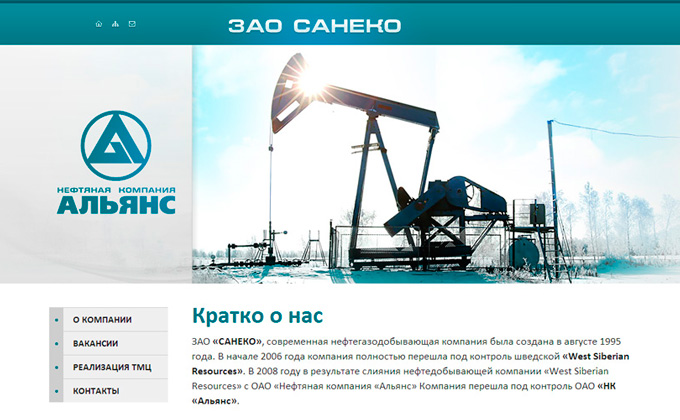 ЗАО САНЕКО
НЕФТЯНАЯ КОМПАНИЯ
АЛЬЯНС
О КОМПАНИИ
ВАКАНСИИ
РЕАЛИЗАЦИЯ ТМЦ
КОНТАКТЫ
Кратко о нас
ЗАО «САНЕКО», современная нефтегазодобывающая компания была создана в августе 1995
года. В начале 2006 года компании полностью перешла под контроль шведской «West Siberian
Resources». В 2008 году в результате слияния нефтедобывающей компании «West Siberian
Resources» с ОАО «Нефтяная компания «Альянс» Компания перешла под контроль ОАО «НК
«Альянс».